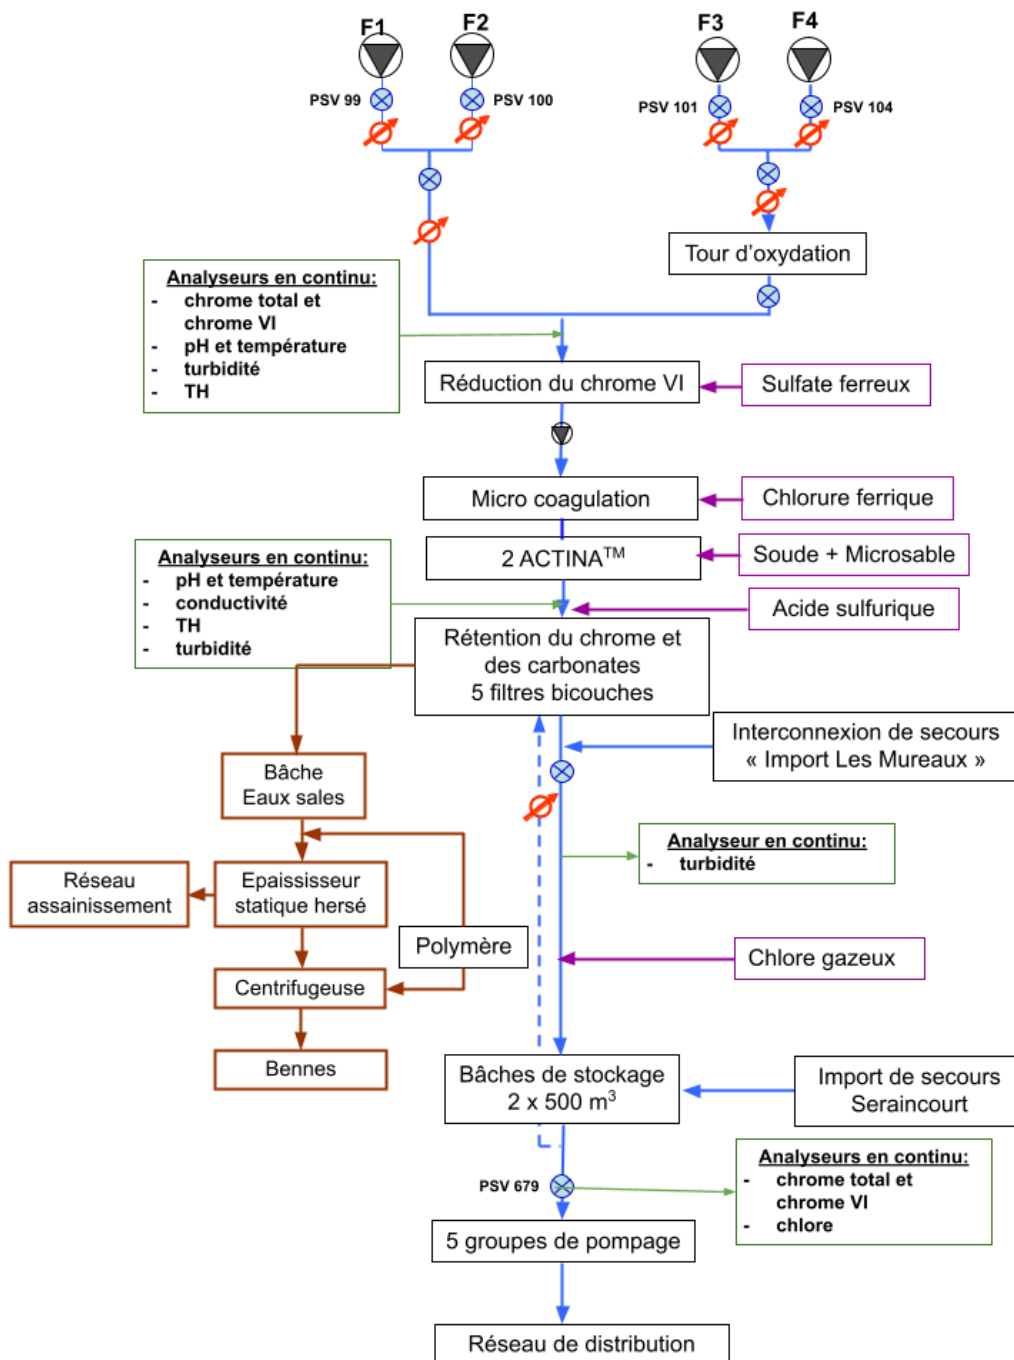 F1
F2
F3
F4
PSV 99
PSV 100
PSV 101
PSV 104
Tour d'oxydation
Analyseurs en continu:
- chrome total et
chrome VI
- pH et température
- turbidité
- TH
Réduction du chrome VI
Sulfate ferreux
Micro coagulation
Chlorure ferrique
2 ACTINA™
Soude + Microsable
Analyseurs en continu:
- pH et température
- conductivité
- TH
- turbidité
Acide sulfurique
Rétention du chrome et
des carbonates
5 filtres bicouches
Interconnexion de secours
« Import Les Mureaux »
Bâche
Eaux sales
Analyseur en continu:
- turbidité
Réseau
assainissement
Epaississeur
statique hersé
Polymère
Chlore gazeux
Centrifugeuse
Bennes
Bâches de stockage
2 x 500 m³
Import de secours
Seraincourt
PSV 679
Analyseurs en continu:
- chrome total et
chrome VI
- chlore
5 groupes de pompage
Réseau de distribution